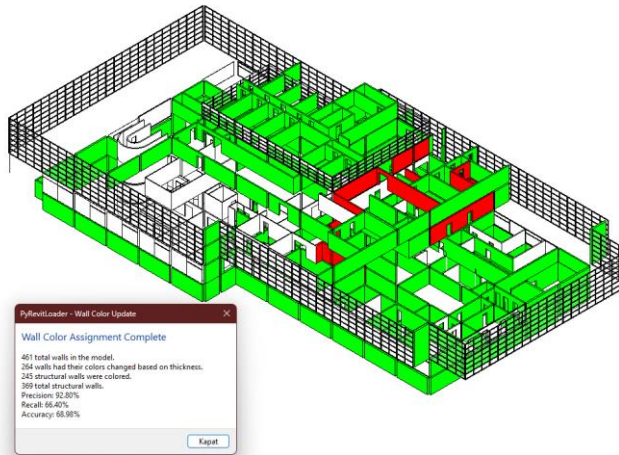 PyRevitLoader - Wall Color Update
Wall Color Assignment Complete
461 total walls in the model.
264 walls had their colors changed based on thickness.
245 structural walls were colored.
369 total structural walls.
Precision: 92.80%
Recall: 66.40%
Accuracy: 68.98%
Kapat